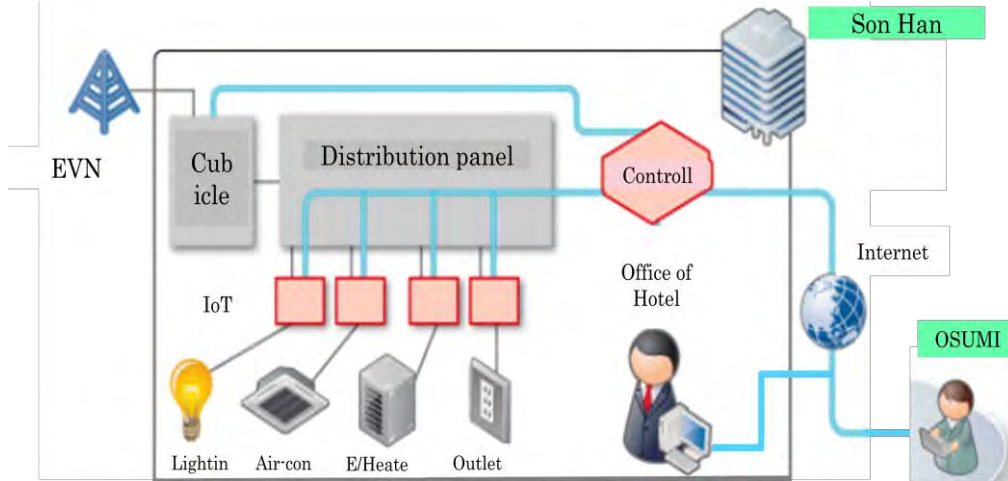 Son Han
EVN
Cub
icle
Distribution panel
Controll
Internet
Office of
Hotel
IoT
OSUMI
Lightin
Air-con
E/Heate
Outlet